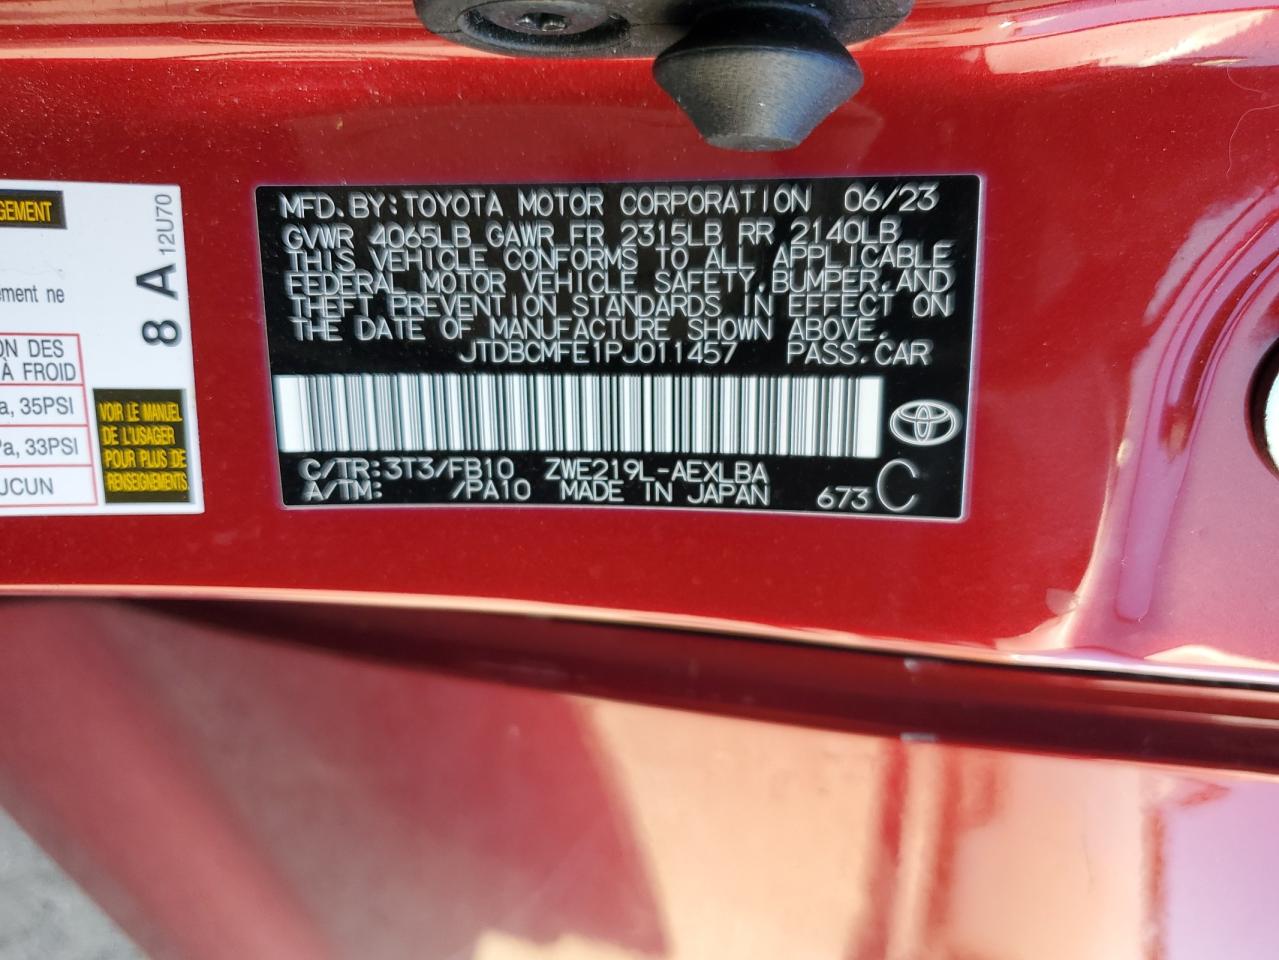 GEMENT
ement ne
ON DES
À FROID
a, 35PSI
Pa, 33PSI
UCUN
8 A 12U70
VOIR LE MANUEL
DE L'USAGER
POUR PLUS DE
RENSEIGNEMENTS
MFD. BY: TOYOTA MOTOR CORPORATION 06/23
GVWR 4065LB GAWR FR 2315LB RR 2140LB
THIS VEHICLE CONFORMS TO ALL APPLICABLE
FEDERAL MOTOR VEHICLE SAFETY, BUMPER, AND
THEFT PREVENTION STANDARDS IN EFFECT ON
THE DATE OF MANUFACTURE SHOWN ABOVE.
JTDBCMFE1PJ011457 PASS. CAR
C/TR: 3T3/FB10 ZWE219L-AEXLBA
A/TM: /PA10 MADE IN JAPAN 673 C